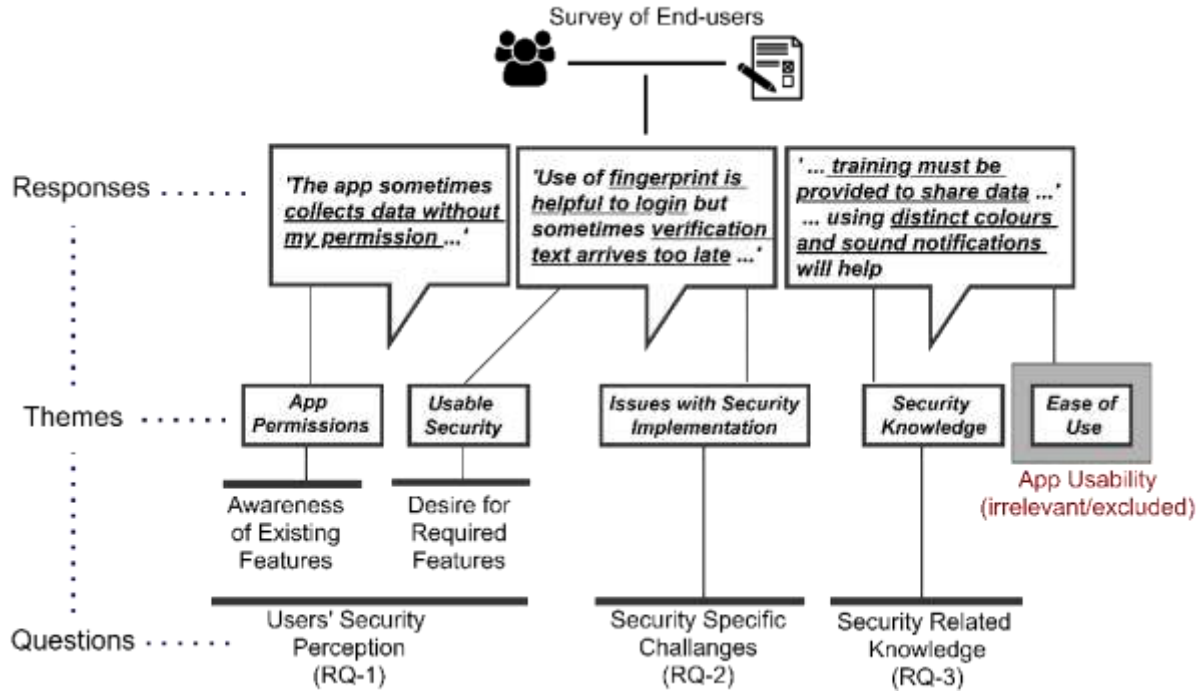 Survey of End-users
Responses
'The app sometimes
collects data without
my permission ...'
'Use of fingerprint is
helpful to login but
sometimes verification
text arrives too late ...'
'... training must be
provided to share data ...'
... using distinct colours
and sound notifications
will help
Themes
App
Permissions
Usable
Security
Issues with Security
Implementation
Security
Knowledge
Ease of
Use
App Usability
(irrelevant/excluded)
Awareness
of Existing
Features
Desire for
Required
Features
Questions
Users' Security
Perception
(RQ-1)
Security Specific
Challanges
(RQ-2)
Security Related
Knowledge
(RQ-3)